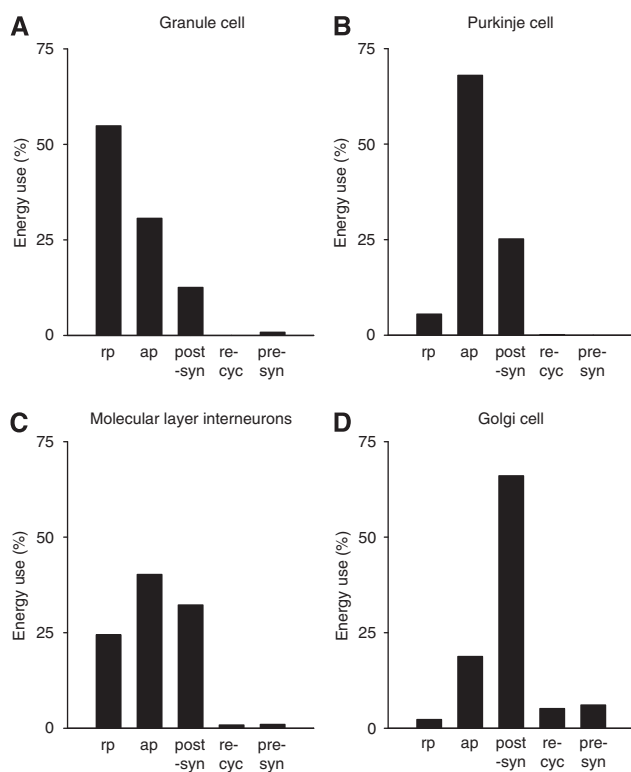 A
Granule cell
75
50
25
0
Energy use (%)
rp ap post re- pre-
-syn cyc syn
B
Purkinje cell
75
50
25
0
Energy use (%)
rp ap post re- pre-
-syn cyc syn
C
Molecular layer interneurons
75
50
25
0
Energy use (%)
rp ap post re- pre-
-syn cyc syn
D
Golgi cell
75
50
25
0
Energy use (%)
rp ap post re- pre-
-syn cyc syn